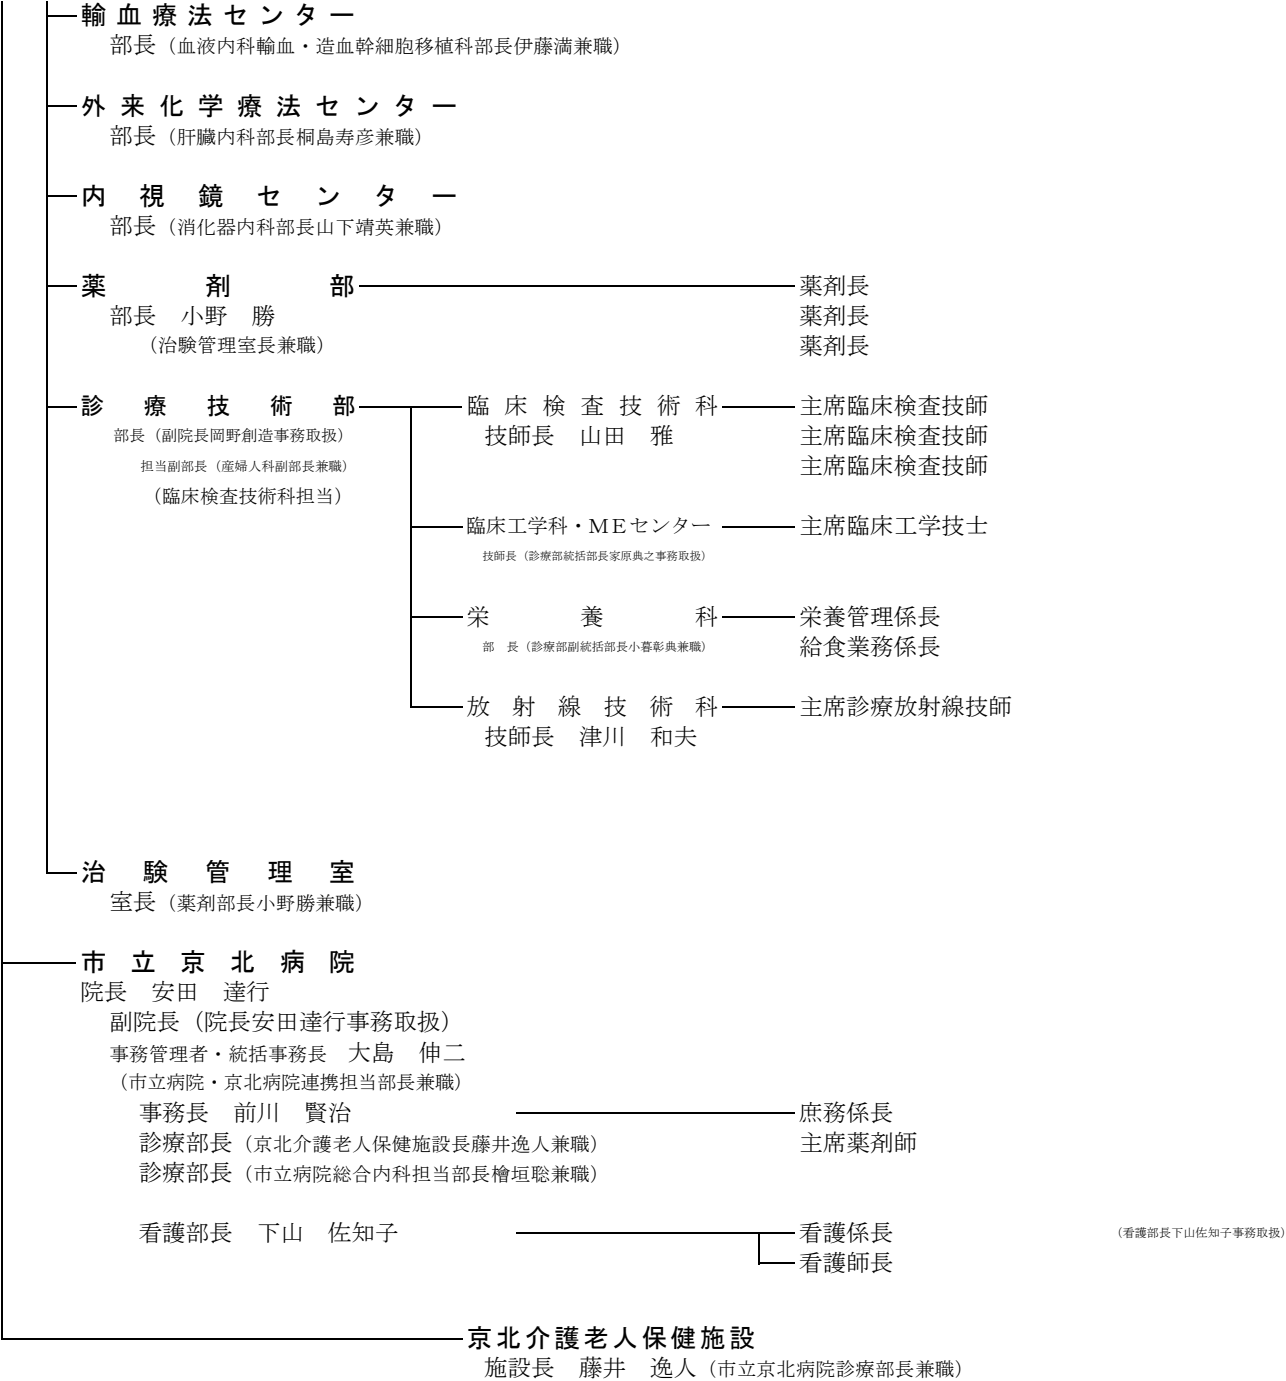 輸血療法センター
部長（血液内科輸血・造血幹細胞移植科部長伊藤満兼職）
外来化学療法センター
部長（肝臓内科部長桐島寿彦兼職）
内視鏡センター
部長（消化器内科部長山下靖英兼職）
薬剤部 薬剤長
部長　小野　勝 薬剤長
（治験管理室長兼職） 薬剤長
診療技術部 臨床検査技術科 主席臨床検査技師
部長（副院長岡野創造事務取扱） 技師長　山田　雅 主席臨床検査技師
担当副部長（産婦人科副部長兼職） 主席臨床検査技師
（臨床検査技術科担当）
臨床工学科・MEセンター 主席臨床工学技士
技師長（診療部統括部長家原典之事務取扱）
栄養科 栄養管理係長
部　長（診療部副統括部長小暮彰典兼職） 給食業務係長
放射線技術科 主席診療放射線技師
技師長　津川　和夫
治験管理室
室長（薬剤部長小野勝兼職）
市立京北病院
院長　安田　達行
副院長（院長安田達行事務取扱）
事務管理者・統括事務長　大島　伸二
（市立病院・京北病院連携担当部長兼職）
事務長　前川　賢治 庶務係長
診療部長（京北介護老人保健施設長藤井逸人兼職） 主席薬剤師
診療部長（市立病院総合内科担当部長檜垣聡兼職）
看護部長　下山　佐知子 看護係長 （看護部長下山佐知子事務取扱）
看護師長
京北介護老人保健施設
施設長　藤井　逸人（市立京北病院診療部長兼職）